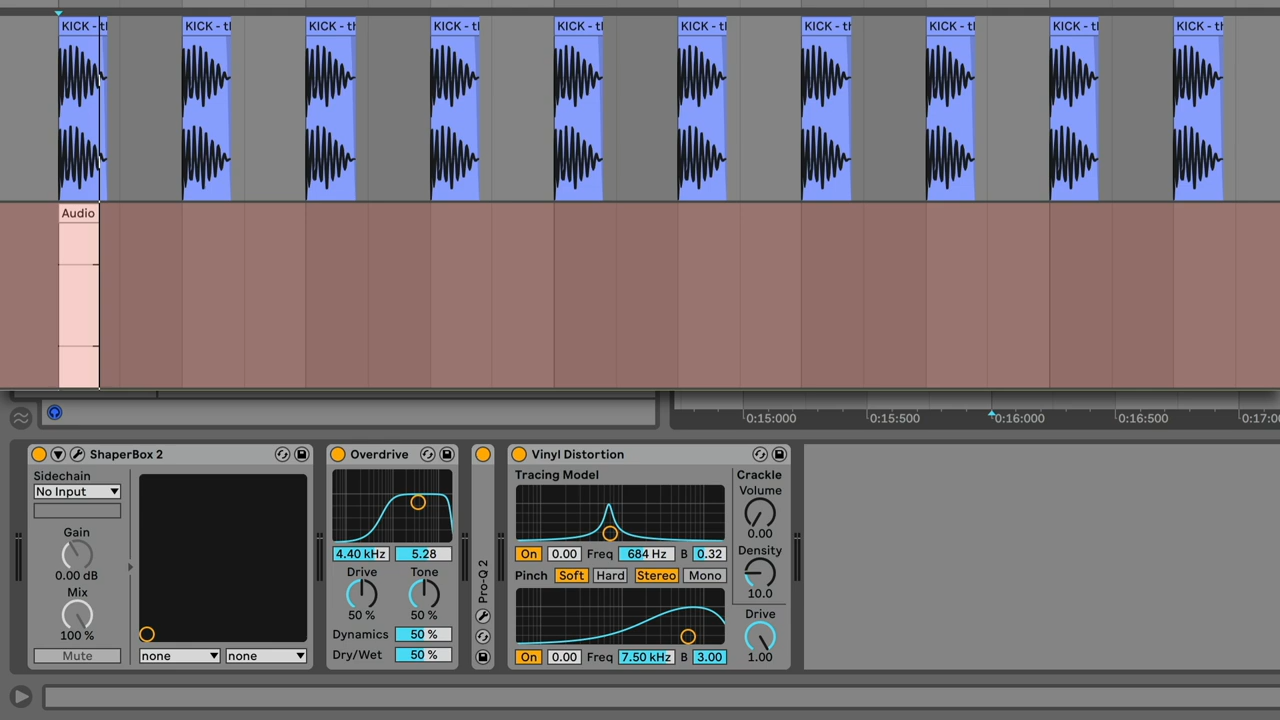 KICK - tl KICK - tl KICK - th KICK - tl KICK - tl KICK - tl KICK - th KICK - tl KICK - tl KICK - th
Audio
0:15:000 0:15:500 0:16:000 0:16:500 0:17:0
ShaperBox 2
Sidechain
No Input
Gain
0.00 dB
Mix
100 %
Mute
none none
Overdrive
4.40 kHz 5.28
Drive Tone
50 % 50 %
Dynamics 50 %
Dry/Wet 50 %
Pro-Q 2
Vinyl Distortion
Tracing Model
On 0.00 Freq 684 Hz B 0.32
Pinch Soft Hard Stereo Mono
On 0.00 Freq 7.50 kHz B 3.00
Crackle
Volume
0.00
Density
10.0
Drive
1.00